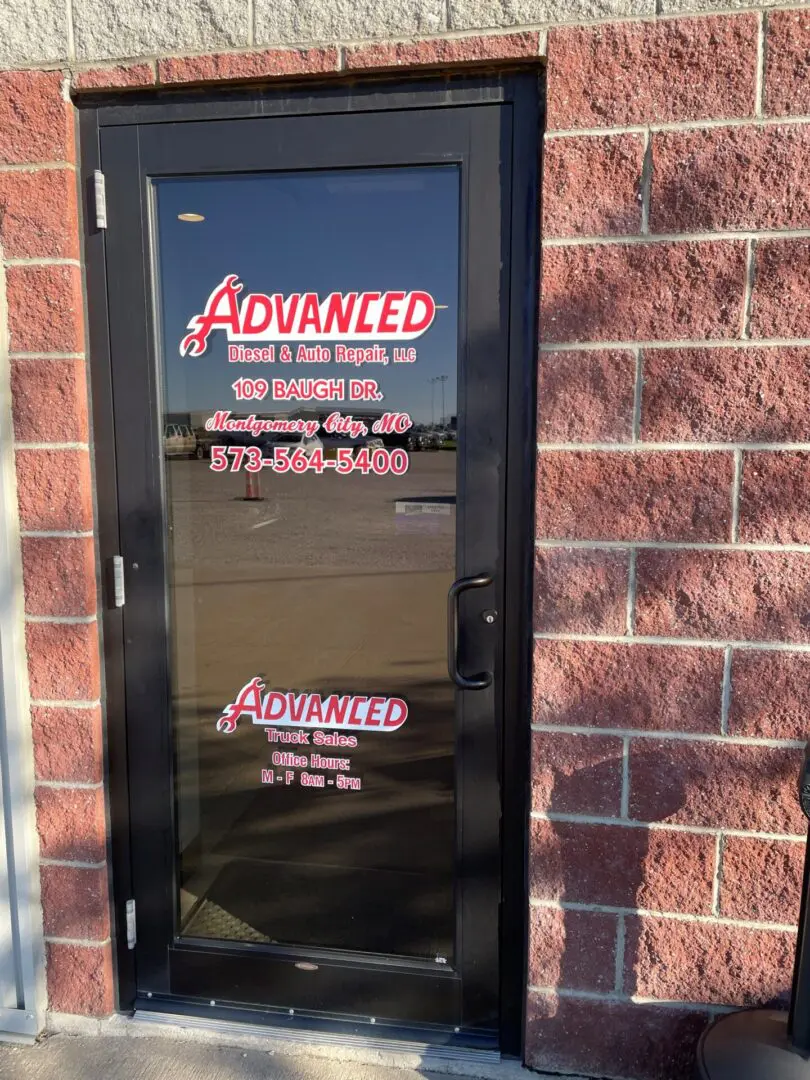 ADVANCED
Diesel & Auto Repair, LLC
109 BAUGH DR.
Montgomery City, MO
573-564-5400
ADVANCED
Truck Sales
Office Hours:
M - F 8AM - 5PM